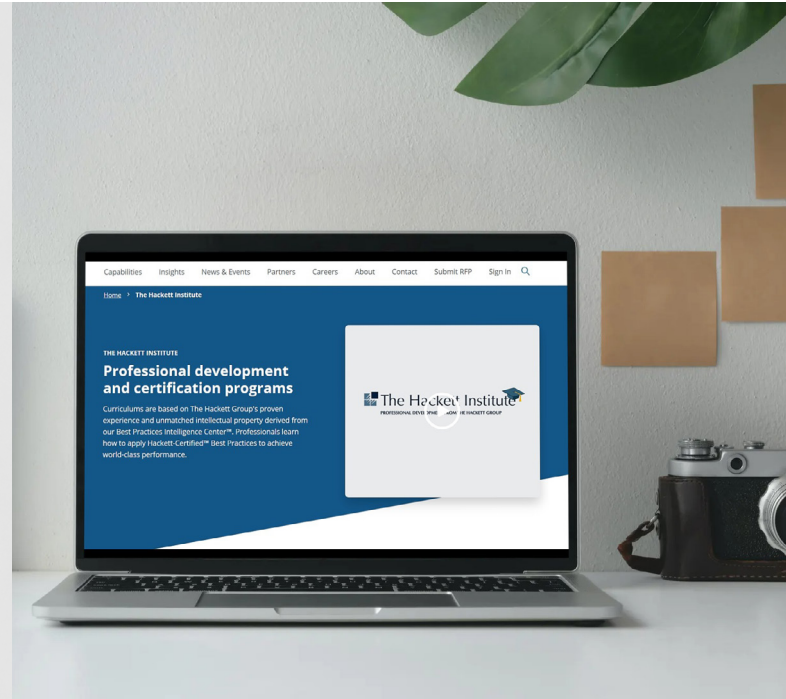 Capabilities Insights News & Events Partners Careers About Contact Submit RFP Sign In
Home > The Hackett Institute
THE HACKETT INSTITUTE
Professional development
and certification programs
Curriculums are based on The Hackett Group's proven
experience and unmatched intellectual property derived from
our Best Practices Intelligence Center™. Professionals learn
how to apply Hackett-Certified™ Best Practices to achieve
world-class performance.
The Hackett Institute
PROFESSIONAL DEVELOPMENT FROM THE HACKETT GROUP